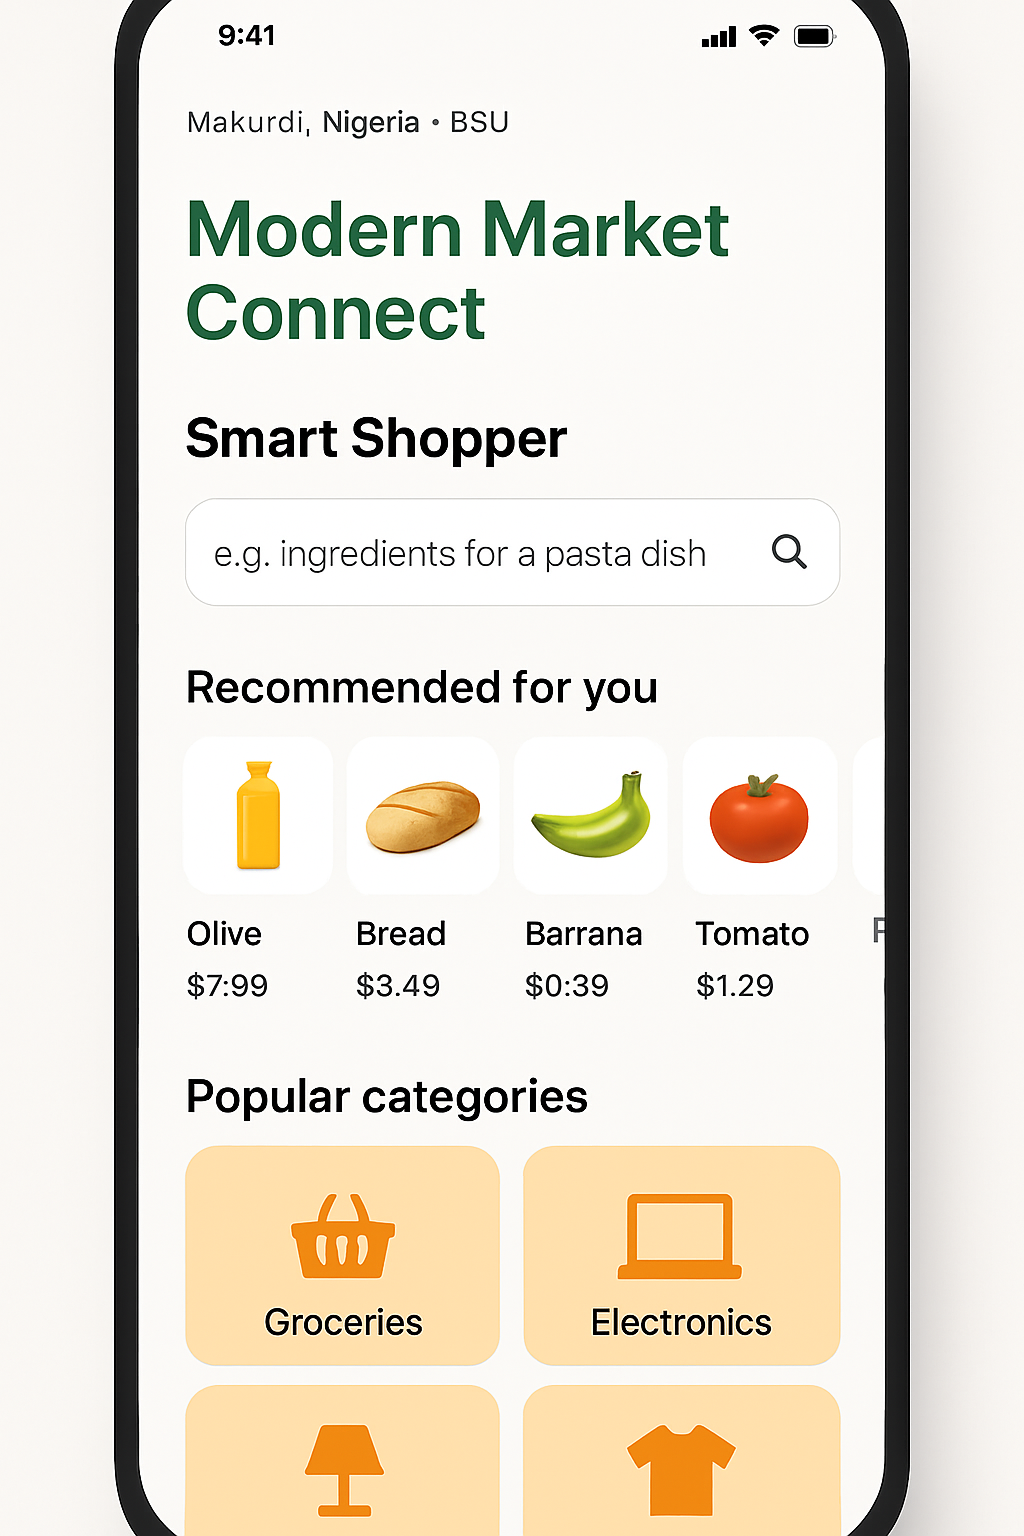 9:41
Makurdi, Nigeria • BSU
Modern Market
Connect
Smart Shopper
e.g. ingredients for a pasta dish
Recommended for you
Olive Bread Barrana Tomato
$7:99 $3.49 $0:39 $1.29
Popular categories
Groceries Electronics